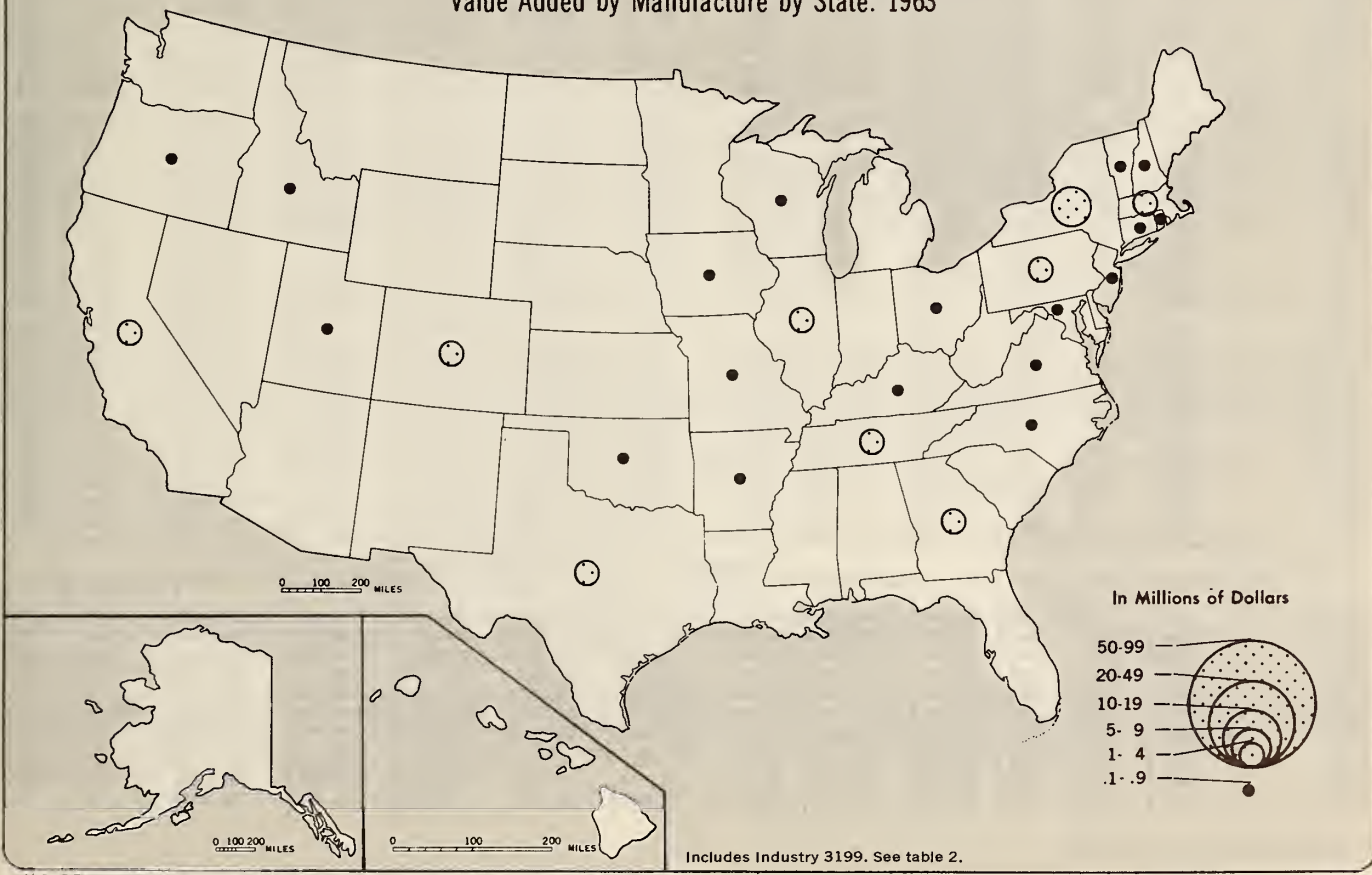 Value Added by Manufacture by State: 1963
0 100 200 MILES
In Millions of Dollars
50-99
20-49
10-19
5- 9
1- 4
.1- .9
0 100 200 MILES
0 100 200 MILES
Includes Industry 3199. See table 2.